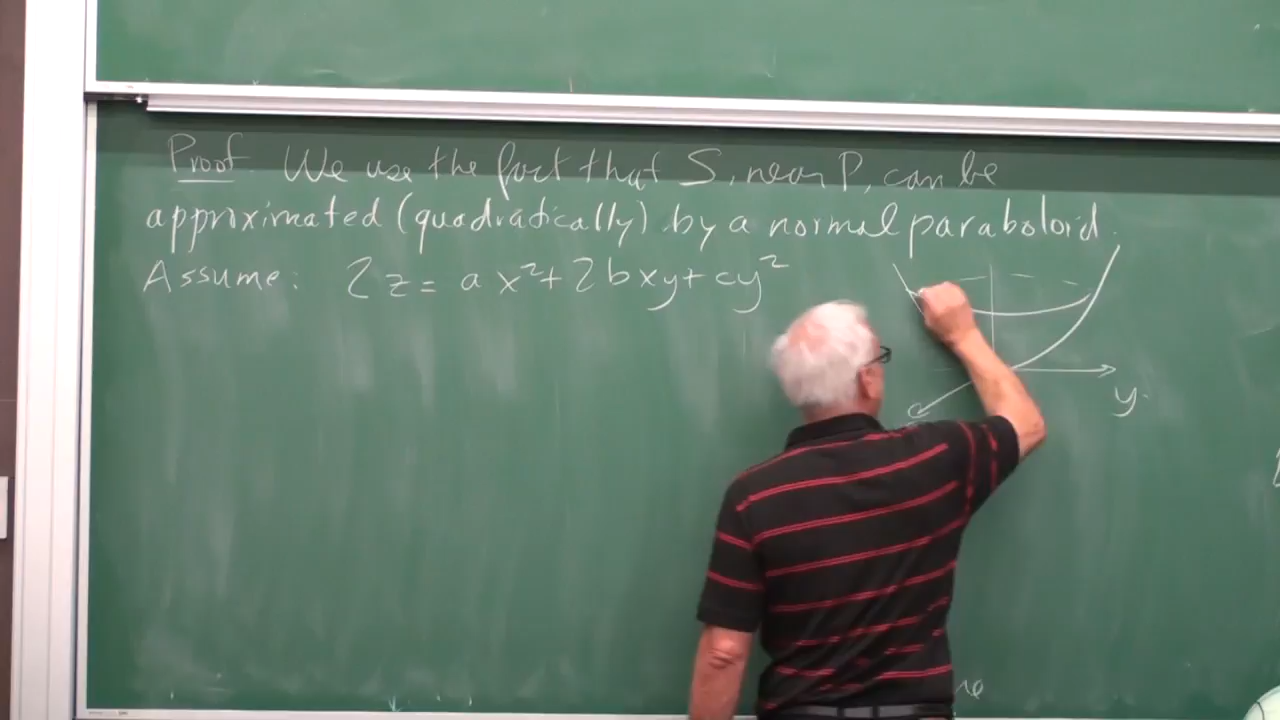 Proof. We use the fact that S, near P, can be
approximated (quadratically) by a normal paraboloid.
Assume: 2z = ax²+2bxy+cy²
y